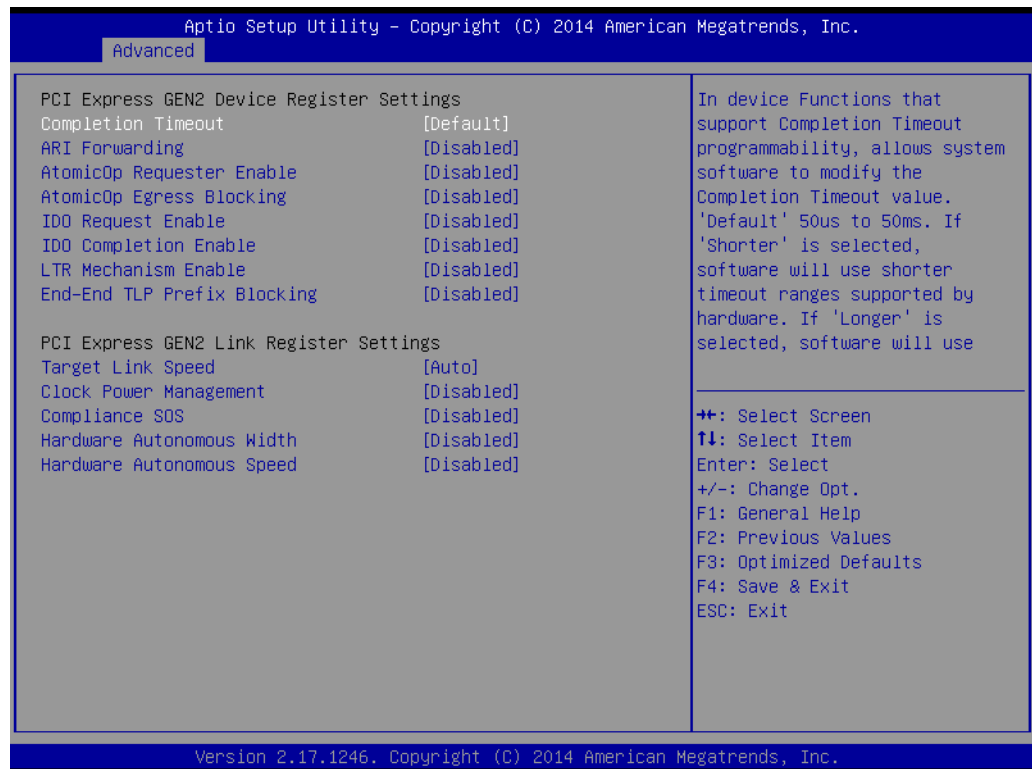 Aptio Setup Utility – Copyright (C) 2014 American Megatrends, Inc.
Advanced
PCI Express GEN2 Device Register Settings
Completion Timeout [Default]
ARI Forwarding [Disabled]
AtomicOp Requester Enable [Disabled]
AtomicOp Egress Blocking [Disabled]
IDO Request Enable [Disabled]
IDO Completion Enable [Disabled]
LTR Mechanism Enable [Disabled]
End-End TLP Prefix Blocking [Disabled]
PCI Express GEN2 Link Register Settings
Target Link Speed [Auto]
Clock Power Management [Disabled]
Compliance SOS [Disabled]
Hardware Autonomous Width [Disabled]
Hardware Autonomous Speed [Disabled]
In device Functions that
support Completion Timeout
programmability, allows system
software to modify the
Completion Timeout value.
'Default' 50us to 50ms. If
'Shorter' is selected,
software will use shorter
timeout ranges supported by
hardware. If 'Longer' is
selected, software will use
→←: Select Screen
↑↓: Select Item
Enter: Select
+/-: Change Opt.
F1: General Help
F2: Previous Values
F3: Optimized Defaults
F4: Save & Exit
ESC: Exit
Version 2.17.1246. Copyright (C) 2014 American Megatrends, Inc.